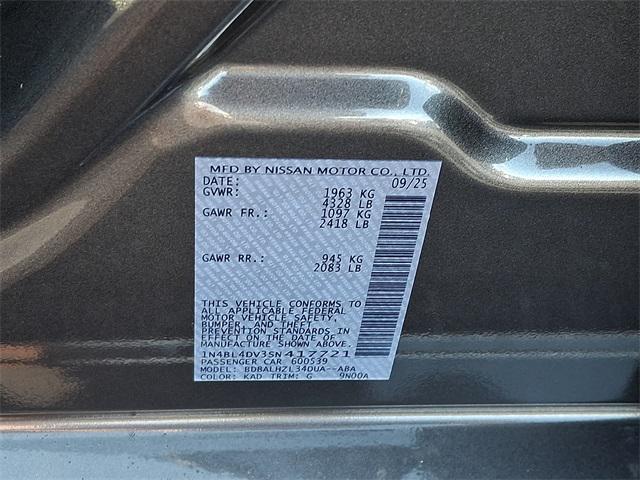 MFD BY NISSAN MOTOR CO., LTD.
DATE: 09/25
GVWR: 1963 KG
4328 LB
GAWR FR.: 1097 KG
2418 LB
GAWR RR.: 945 KG
2083 LB
THIS VEHICLE CONFORMS TO
ALL APPLICABLE FEDERAL
MOTOR VEHICLE SAFETY,
BUMPER, AND THEFT
PREVENTION STANDARDS IN
EFFECT ON THE DATE OF
MANUFACTURE SHOWN ABOVE.
1N4BL4DV3SN417721
PASSENGER CAR 600539
MODEL: BDBALHZL34DUA--ABA
COLOR: KAD TRIM: G 9N00A